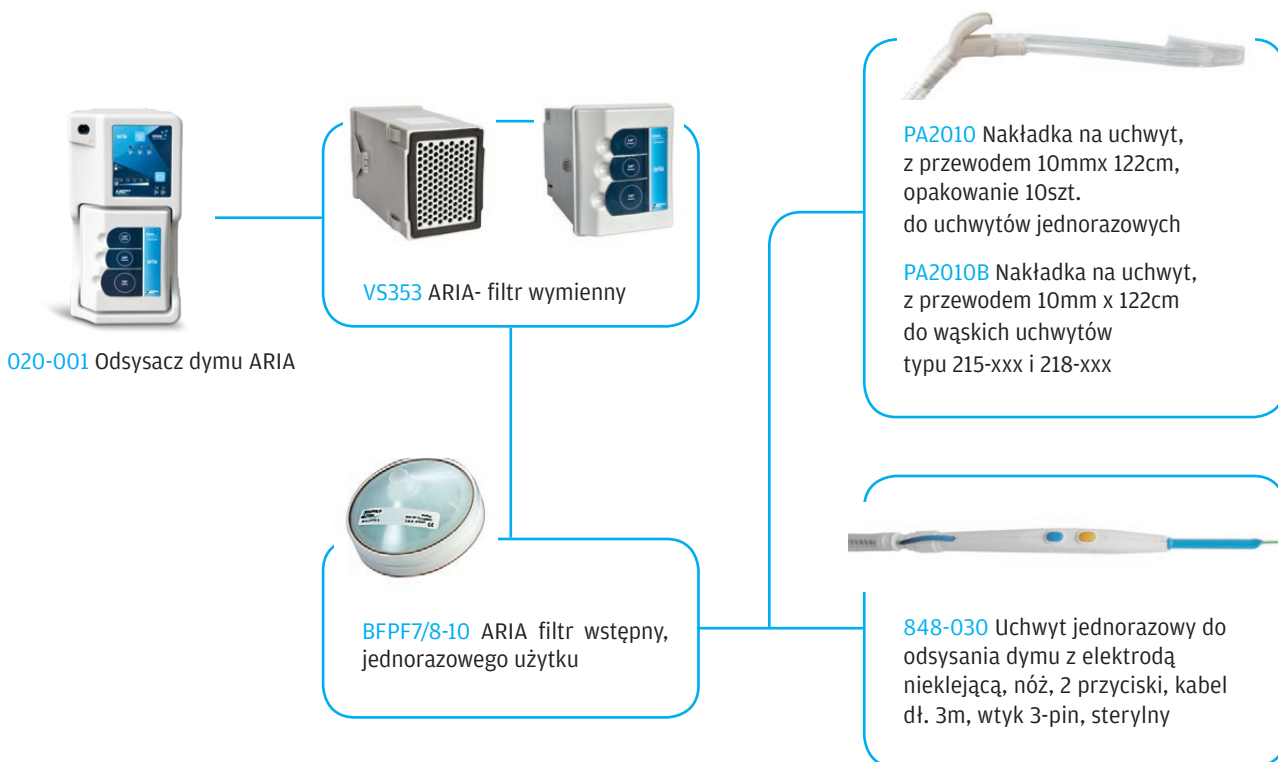 020-001 Odsysacz dymu ARIA
VS353 ARIA- filtr wymienny
BFPF7/8-10 ARIA filtr wstępny,
jednorazowego użytku
PA2010 Nakładka na uchwyt,
z przewodem 10mmx 122cm,
opakowanie 10szt.
do uchwytów jednorazowych
PA2010B Nakładka na uchwyt,
z przewodem 10mm x 122cm
do wąskich uchwytów
typu 215-xxx i 218-xxx
848-030 Uchwyt jednorazowy do
odsysania dymu z elektrodą
nieklejącą, nóż, 2 przyciski, kabel
dł. 3m, wtyk 3-pin, sterylny
aria
aria
aria